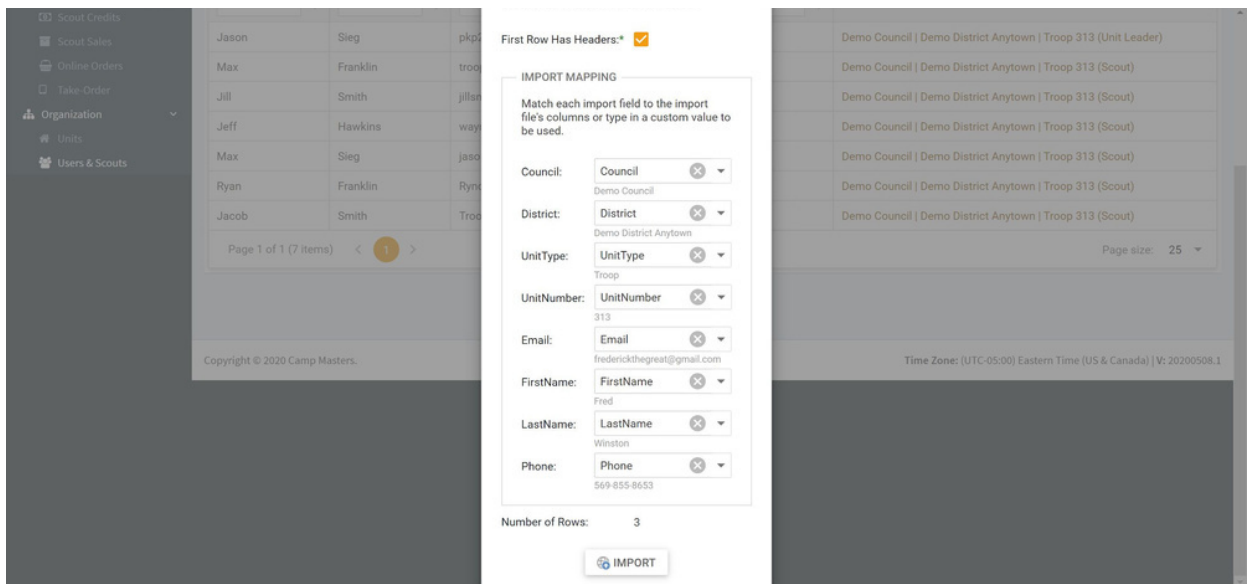 Scout Credits
Scout Sales
Online Orders
Take-Order
Organization
Units
Users & Scouts
Jason Sieg pkp2 Demo Council | Demo District Anytown | Troop 313 (Unit Leader)
Max Franklin troo Demo Council | Demo District Anytown | Troop 313 (Scout)
Jill Smith jillsn Demo Council | Demo District Anytown | Troop 313 (Scout)
Jeff Hawkins wayn Demo Council | Demo District Anytown | Troop 313 (Scout)
Max Sieg jaso Demo Council | Demo District Anytown | Troop 313 (Scout)
Ryan Franklin Rync Demo Council | Demo District Anytown | Troop 313 (Scout)
Jacob Smith Troo Demo Council | Demo District Anytown | Troop 313 (Scout)
Page 1 of 1 (7 items) < 1 > Page size: 25
Copyright © 2020 Camp Masters. Time Zone: (UTC-05:00) Eastern Time (US & Canada) | V: 20200508.1
First Row Has Headers:*
IMPORT MAPPING
Match each import field to the import
file's columns or type in a custom value to
be used.
Council: Council
Demo Council
District: District
Demo District Anytown
UnitType: UnitType
Troop
UnitNumber: UnitNumber
313
Email: Email
frederickthegreat@gmail.com
FirstName: FirstName
Fred
LastName: LastName
Winston
Phone: Phone
569-855-8653
Number of Rows: 3
IMPORT